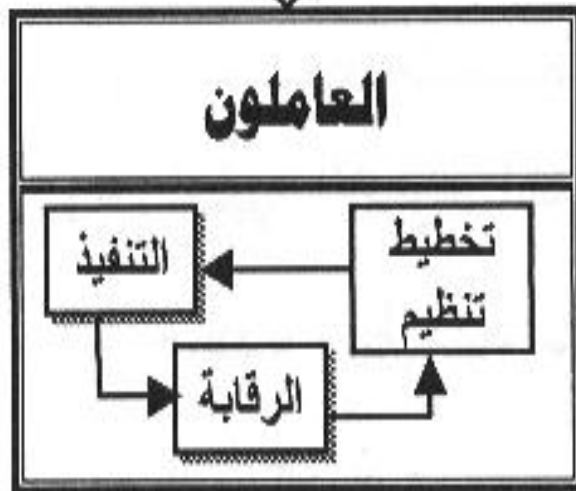 العاملون
تخطيط
تنظيم
التنفيذ
الرقابة